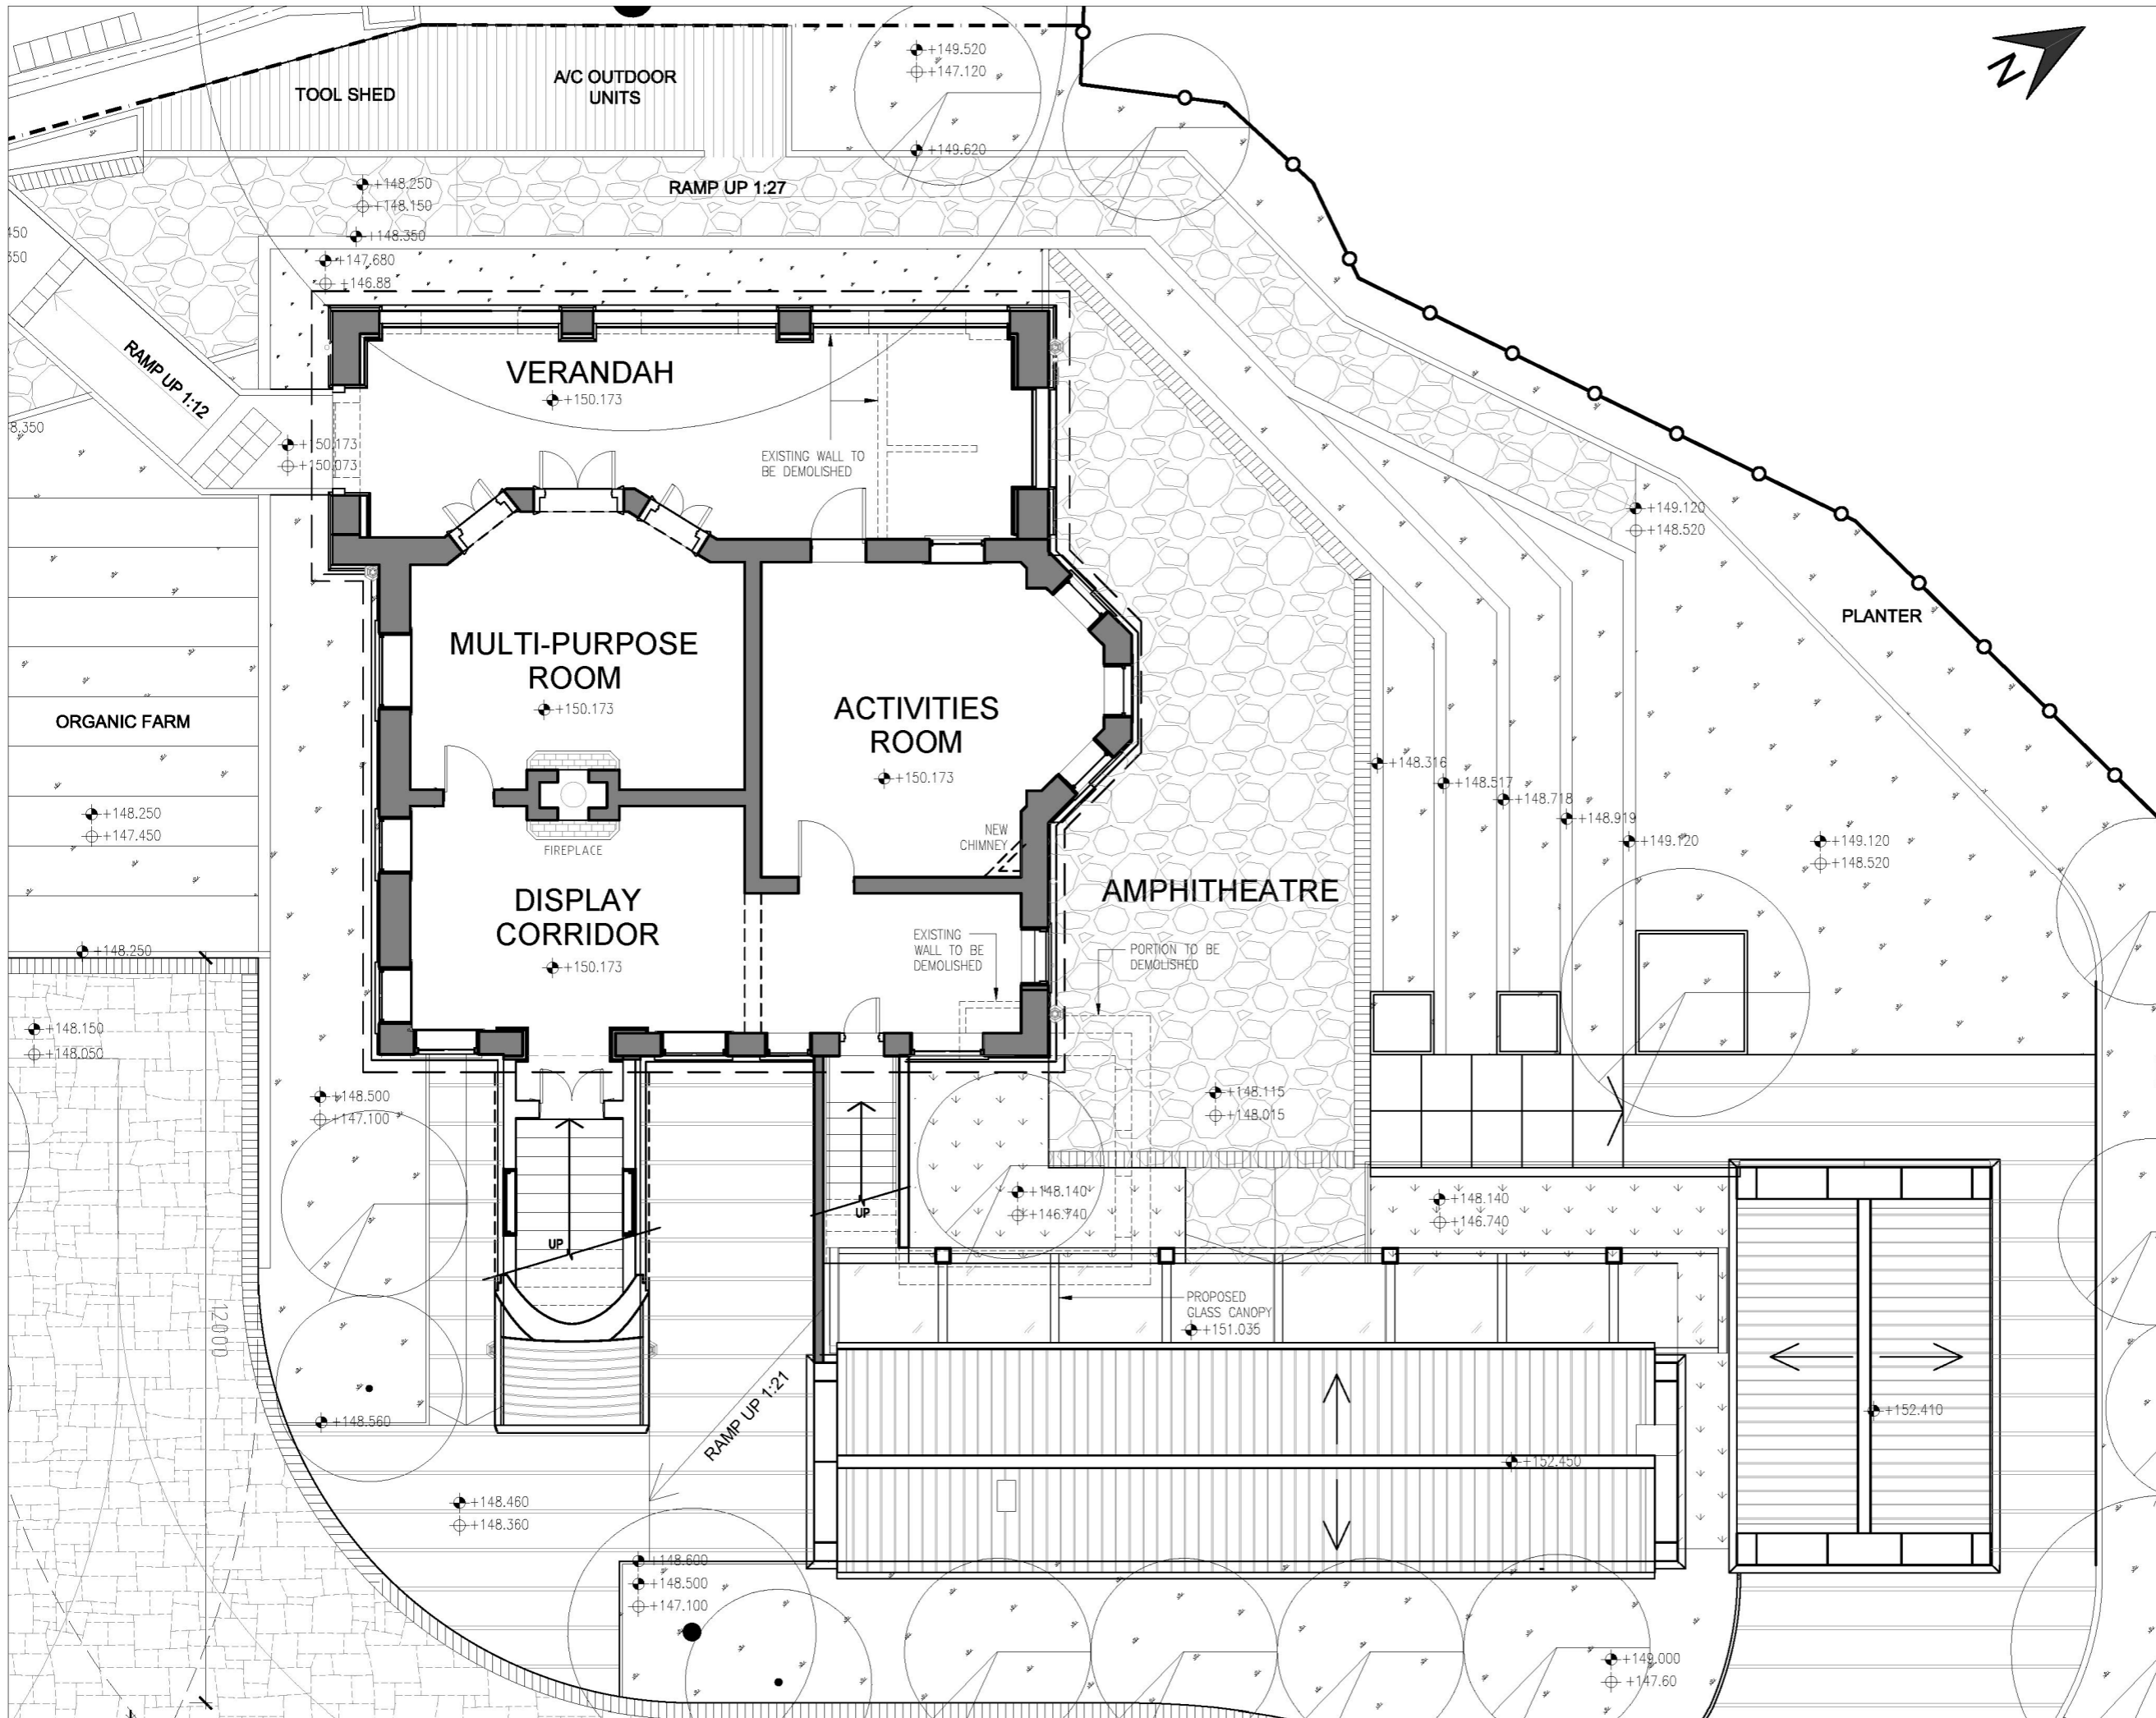 +149.520
+147.120
N
A/C OUTDOOR
UNITS
TOOL SHED
+149.620
+148.250
+148.150
RAMP UP 1:27
+148.350
+147.680
+146.88
450
350
RAMP UP 1:12
8.350
VERANDAH
+150.173
+150.173
+150.073
EXISTING WALL TO
BE DEMOLISHED
+149.120
+148.520
PLANTER
MULTI-PURPOSE
ROOM
+150.173
ACTIVITIES
ROOM
+150.173
ORGANIC FARM
+148.250
+147.450
+148.316
+148.517
+148.718
+148.919
+149.120
+149.120
+148.520
NEW
CHIMNEY
FIREPLACE
AMPHITHEATRE
DISPLAY
CORRIDOR
+150.173
EXISTING
WALL TO BE
DEMOLISHED
PORTION TO BE
DEMOLISHED
+148.250
+148.150
+148.050
+148.500
+147.100
+148.115
+148.015
+148.140
+146.740
+148.140
+146.740
UP
UP
12000
PROPOSED
GLASS CANOPY
+151.035
RAMP UP 1:21
+148.560
+152.410
+152.450
+148.460
+148.360
+148.600
+148.500
+147.100
+149.000
+147.60